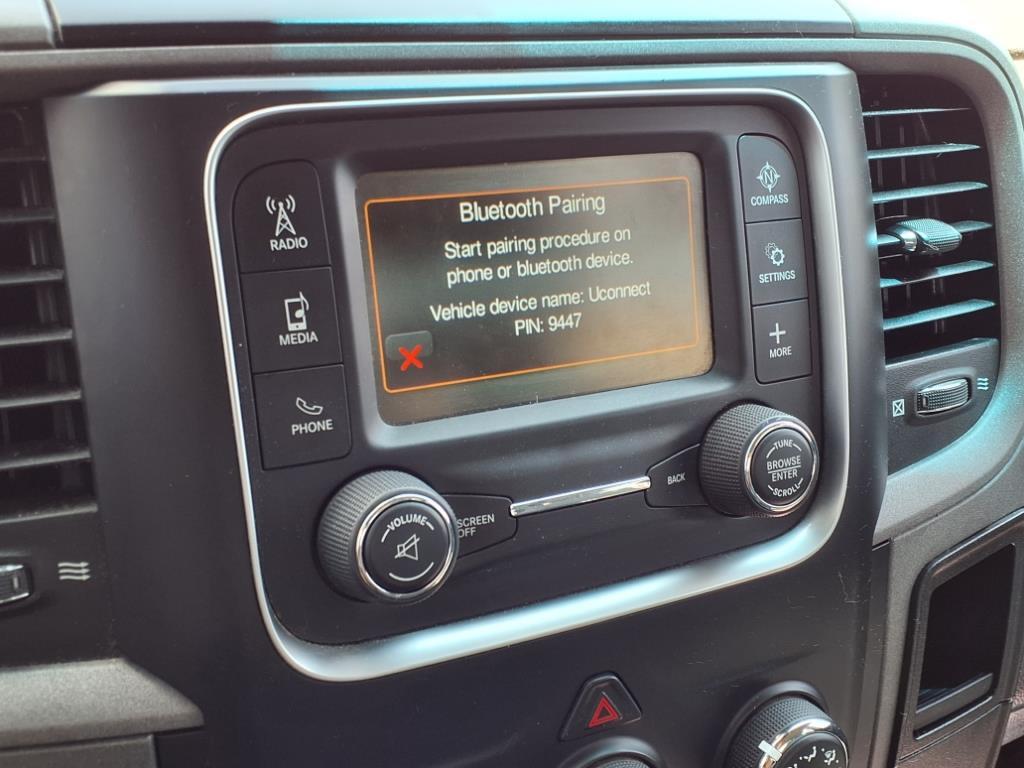 RADIO
MEDIA
PHONE
Bluetooth Pairing
Start pairing procedure on
phone or bluetooth device.
Vehicle device name: Uconnect
PIN: 9447
N
COMPASS
SETTINGS
MORE
VOLUME
SCREEN
OFF
BACK
TUNE
BROWSE
ENTER
SCROLL